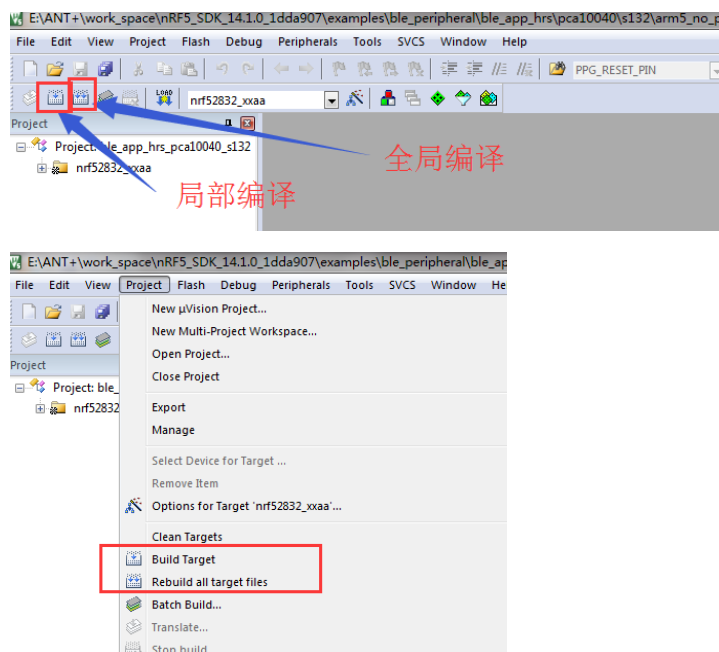 E:\ANT+\work_space\nRF5_SDK_14.1.0_1dda907\examples\ble_peripheral\ble_app_hrs\pca10040\s132\arm5_no_p
File Edit View Project Flash Debug Peripherals Tools SVCS Window Help
PPG_RESET_PIN
LOAD nrf52832_xxaa
Project
Project: ble_app_hrs_pca10040_s132
nrf52832_xxaa
全局编译
局部编译
E:\ANT+\work_space\nRF5_SDK_14.1.0_1dda907\examples\ble_peripheral\ble_ap
File Edit View Project Flash Debug Peripherals Tools SVCS Window He
New µVision Project...
New Multi-Project Workspace...
Open Project...
Project
Close Project
Project: ble_
Export
nrf52832
Manage
Select Device for Target ...
Remove Item
Options for Target 'nrf52832_xxaa'...
Clean Targets
Build Target
Rebuild all target files
Batch Build...
Translate...
Stop build